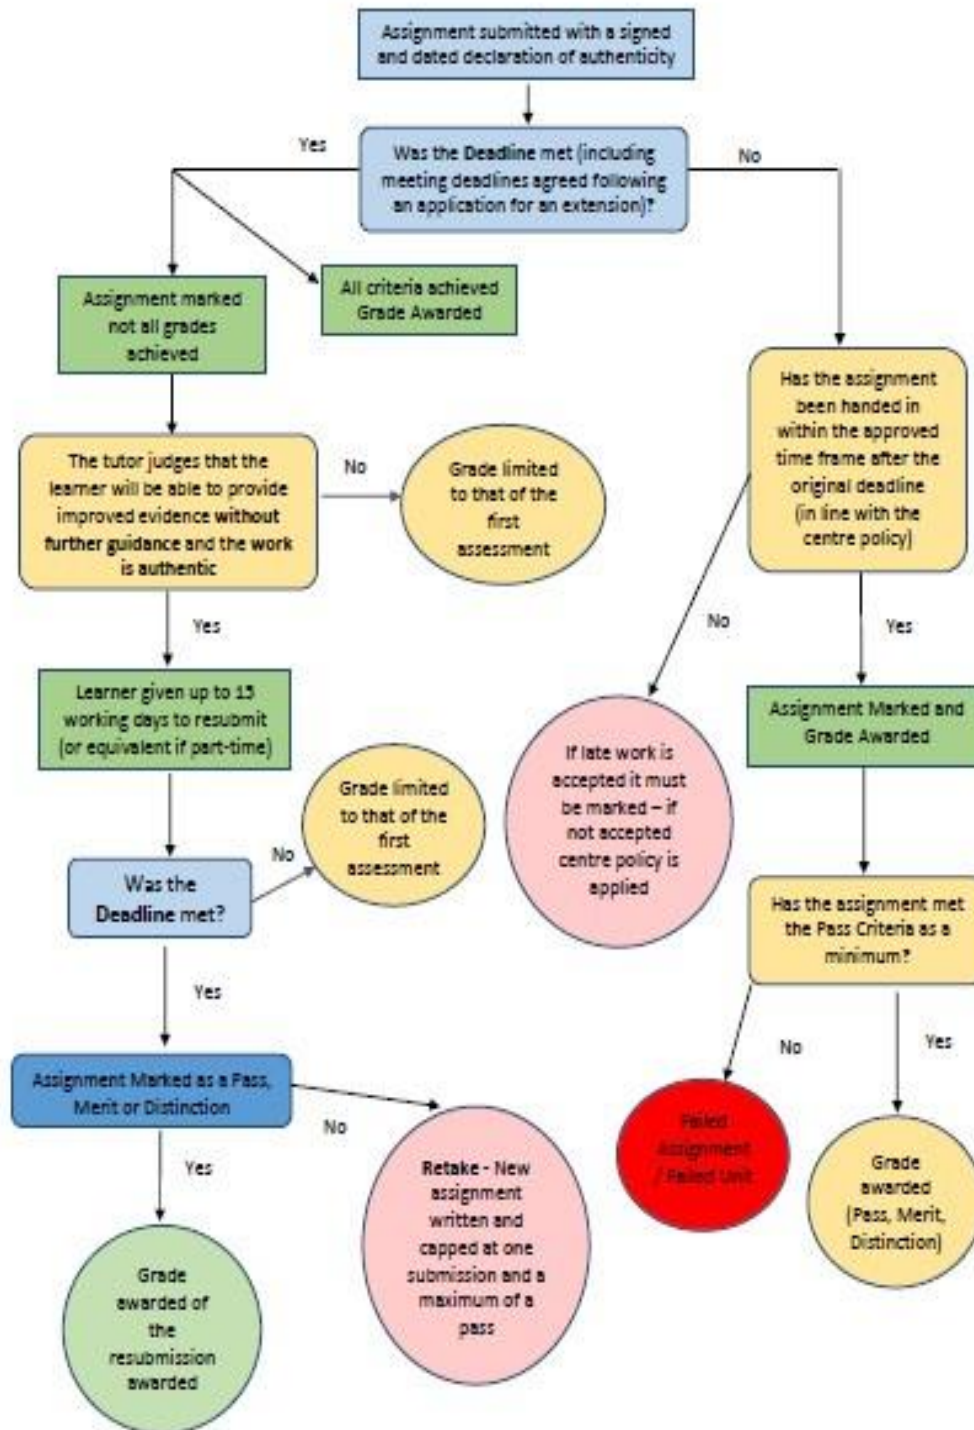 Assignment submitted with a signed
and dated declaration of authenticity
Yes
Was the Deadline met (including
meeting deadlines agreed following
an application for an extension)?
No
Assignment marked
not all grades
achieved
All criteria achieved
Grade Awarded
Has the assignment
been handed in
within the approved
time frame after the
original deadline
(in line with the
centre policy)
The tutor judges that the
learner will be able to provide
improved evidence without
further guidance and the work
is authentic
No
Grade limited
to that of the
first
assessment
Yes
No
Yes
Learner given up to 15
working days to resubmit
(or equivalent if part-time)
Assignment Marked and
Grade Awarded
If late work is
accepted it must
be marked – if
not accepted
centre policy is
applied
Grade limited
to that of the
first
assessment
No
Was the
Deadline met?
Has the assignment met
the Pass Criteria as a
minimum?
Yes
No
Yes
Assignment Marked as a Pass,
Merit or Distinction
No
Yes
Failed
Assignment
/ Failed Unit
Grade
awarded
(Pass, Merit,
Distinction)
Retake - New
assignment
written and
capped at one
submission and a
maximum of a
pass
Grade
awarded of
the
resubmission
awarded